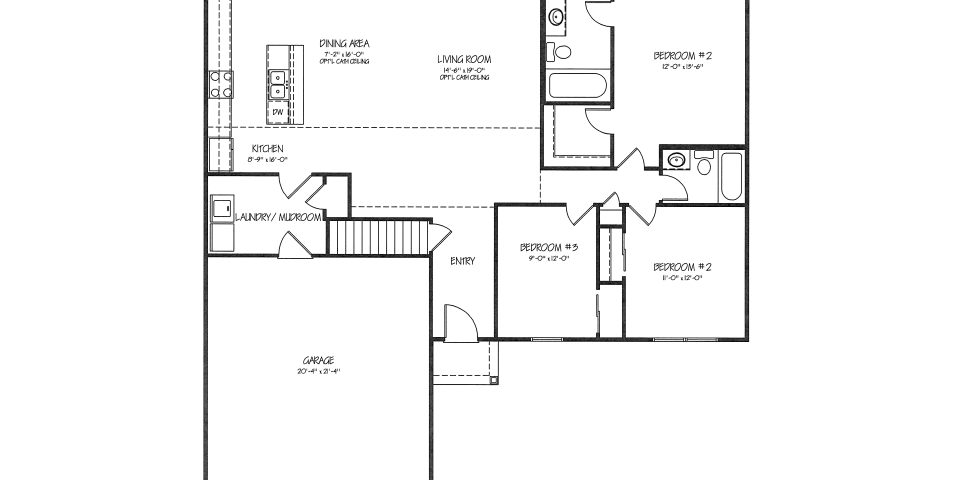 DINING AREA
7'-2" x 16'-0"
OPT'L CATH CEILING
LIVING ROOM
14'-6" x 19'-0"
OPT'L CATH CEILING
BEDROOM #2
12'-0" x 13'-6"
DW
KITCHEN
8'-9" x 16'-0"
LAUNDRY/ MUDROOM
ENTRY
BEDROOM #3
9'-0" x 12'-0"
BEDROOM #2
11'-0" x 12'-0"
GARAGE
20'-4" x 21'-4"